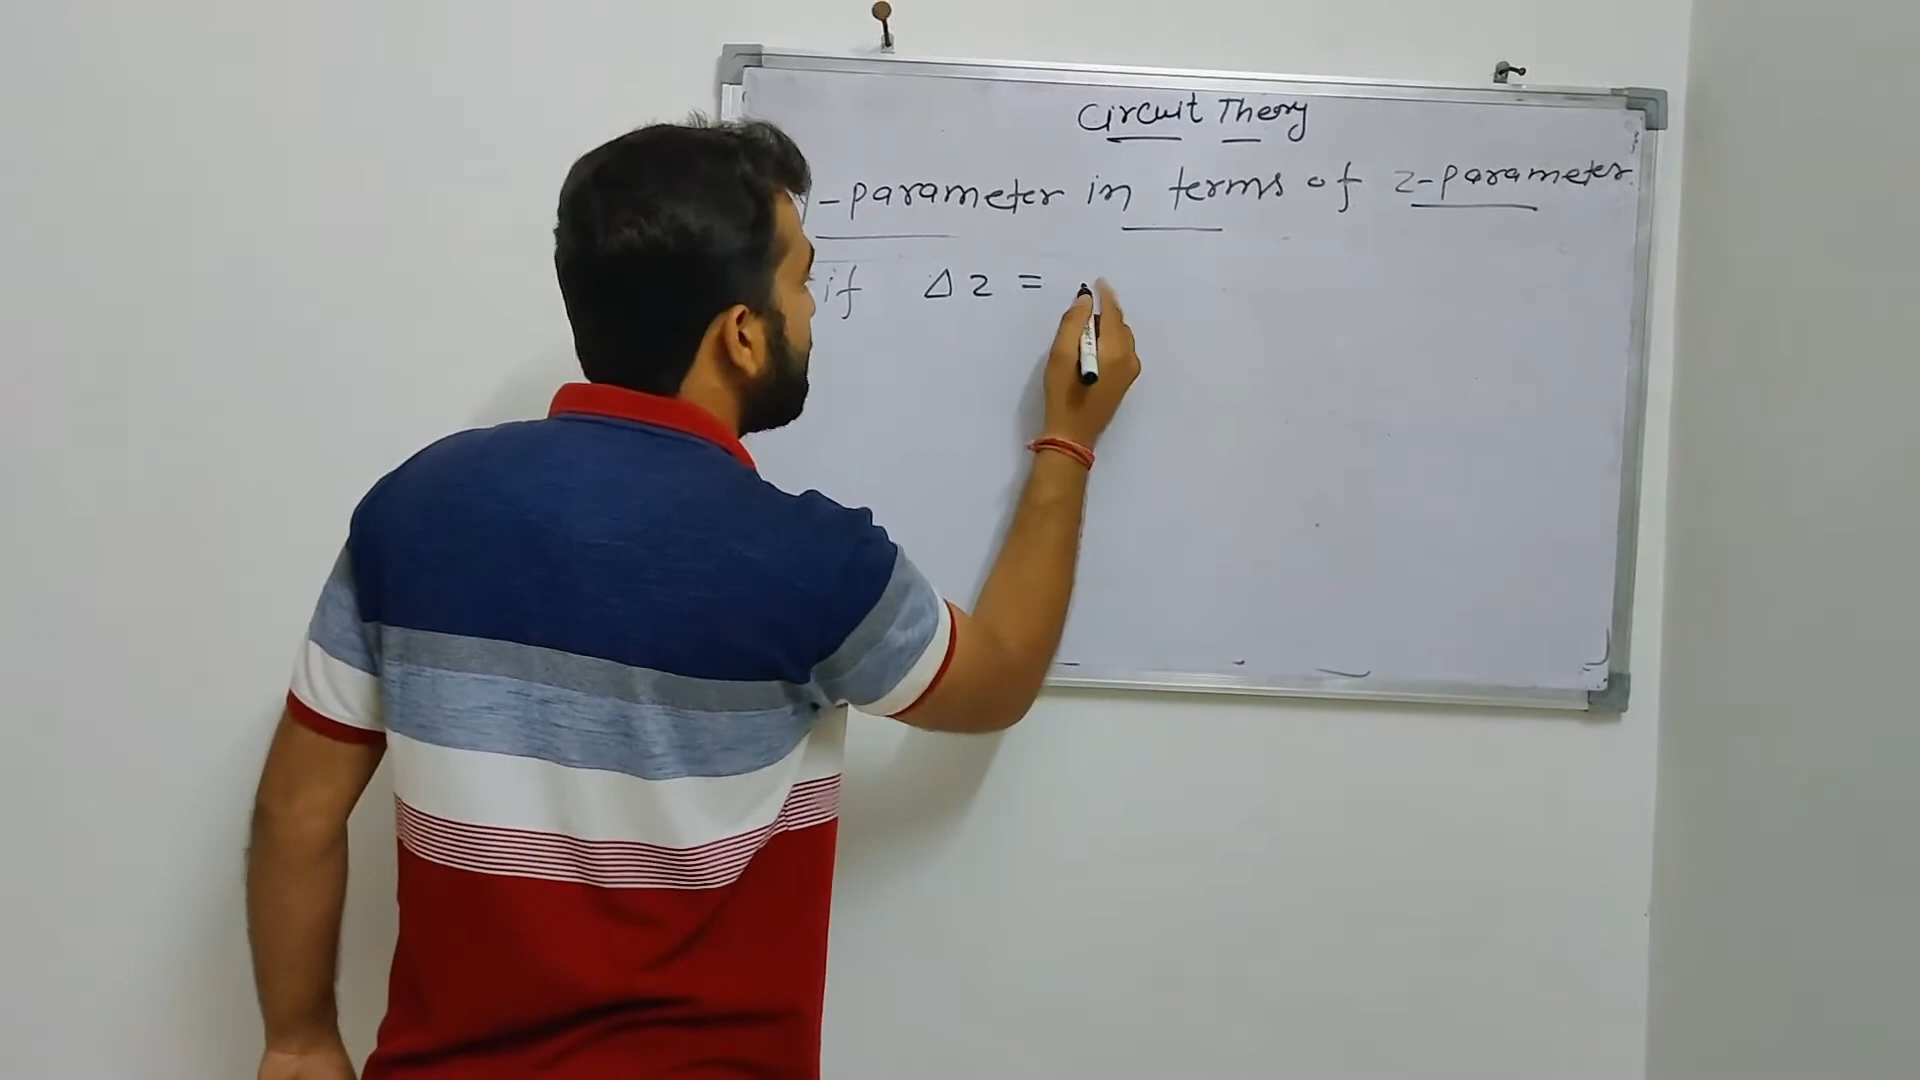 Circuit Theory
-parameter in terms of z-parameter
if Δz =